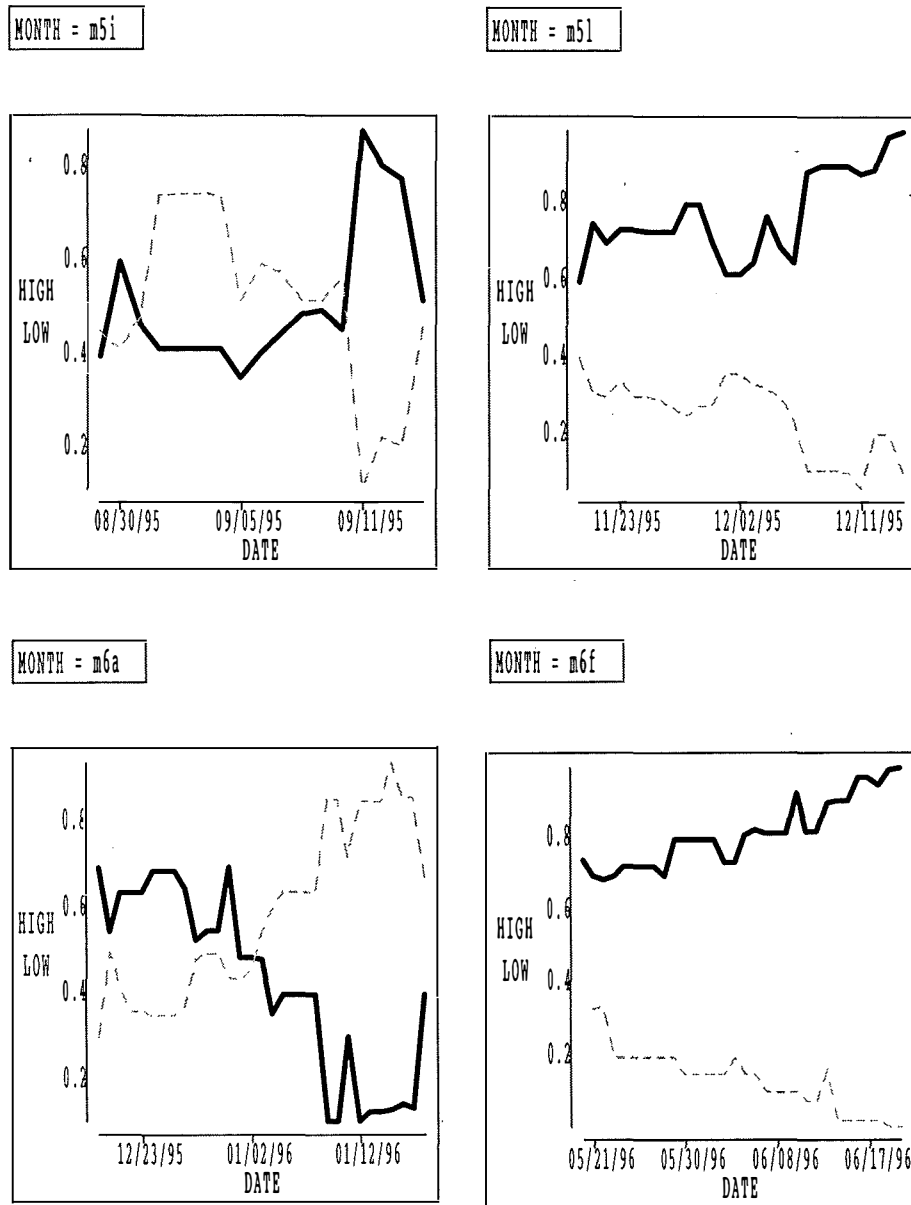 MONTH = m5i
0.8
0.6
HIGH
LOW
0.4
0.2
08/30/95 09/05/95 09/11/95
DATE
MONTH = m5l
0.8
0.6
HIGH
LOW
0.4
0.2
11/23/95 12/02/95 12/11/95
DATE
MONTH = m6a
0.8
0.6
HIGH
LOW
0.4
0.2
12/23/95 01/02/96 01/12/96
DATE
MONTH = m6f
0.8
0.6
HIGH
LOW
0.4
0.2
05/21/96 05/30/96 06/08/96 06/17/96
DATE